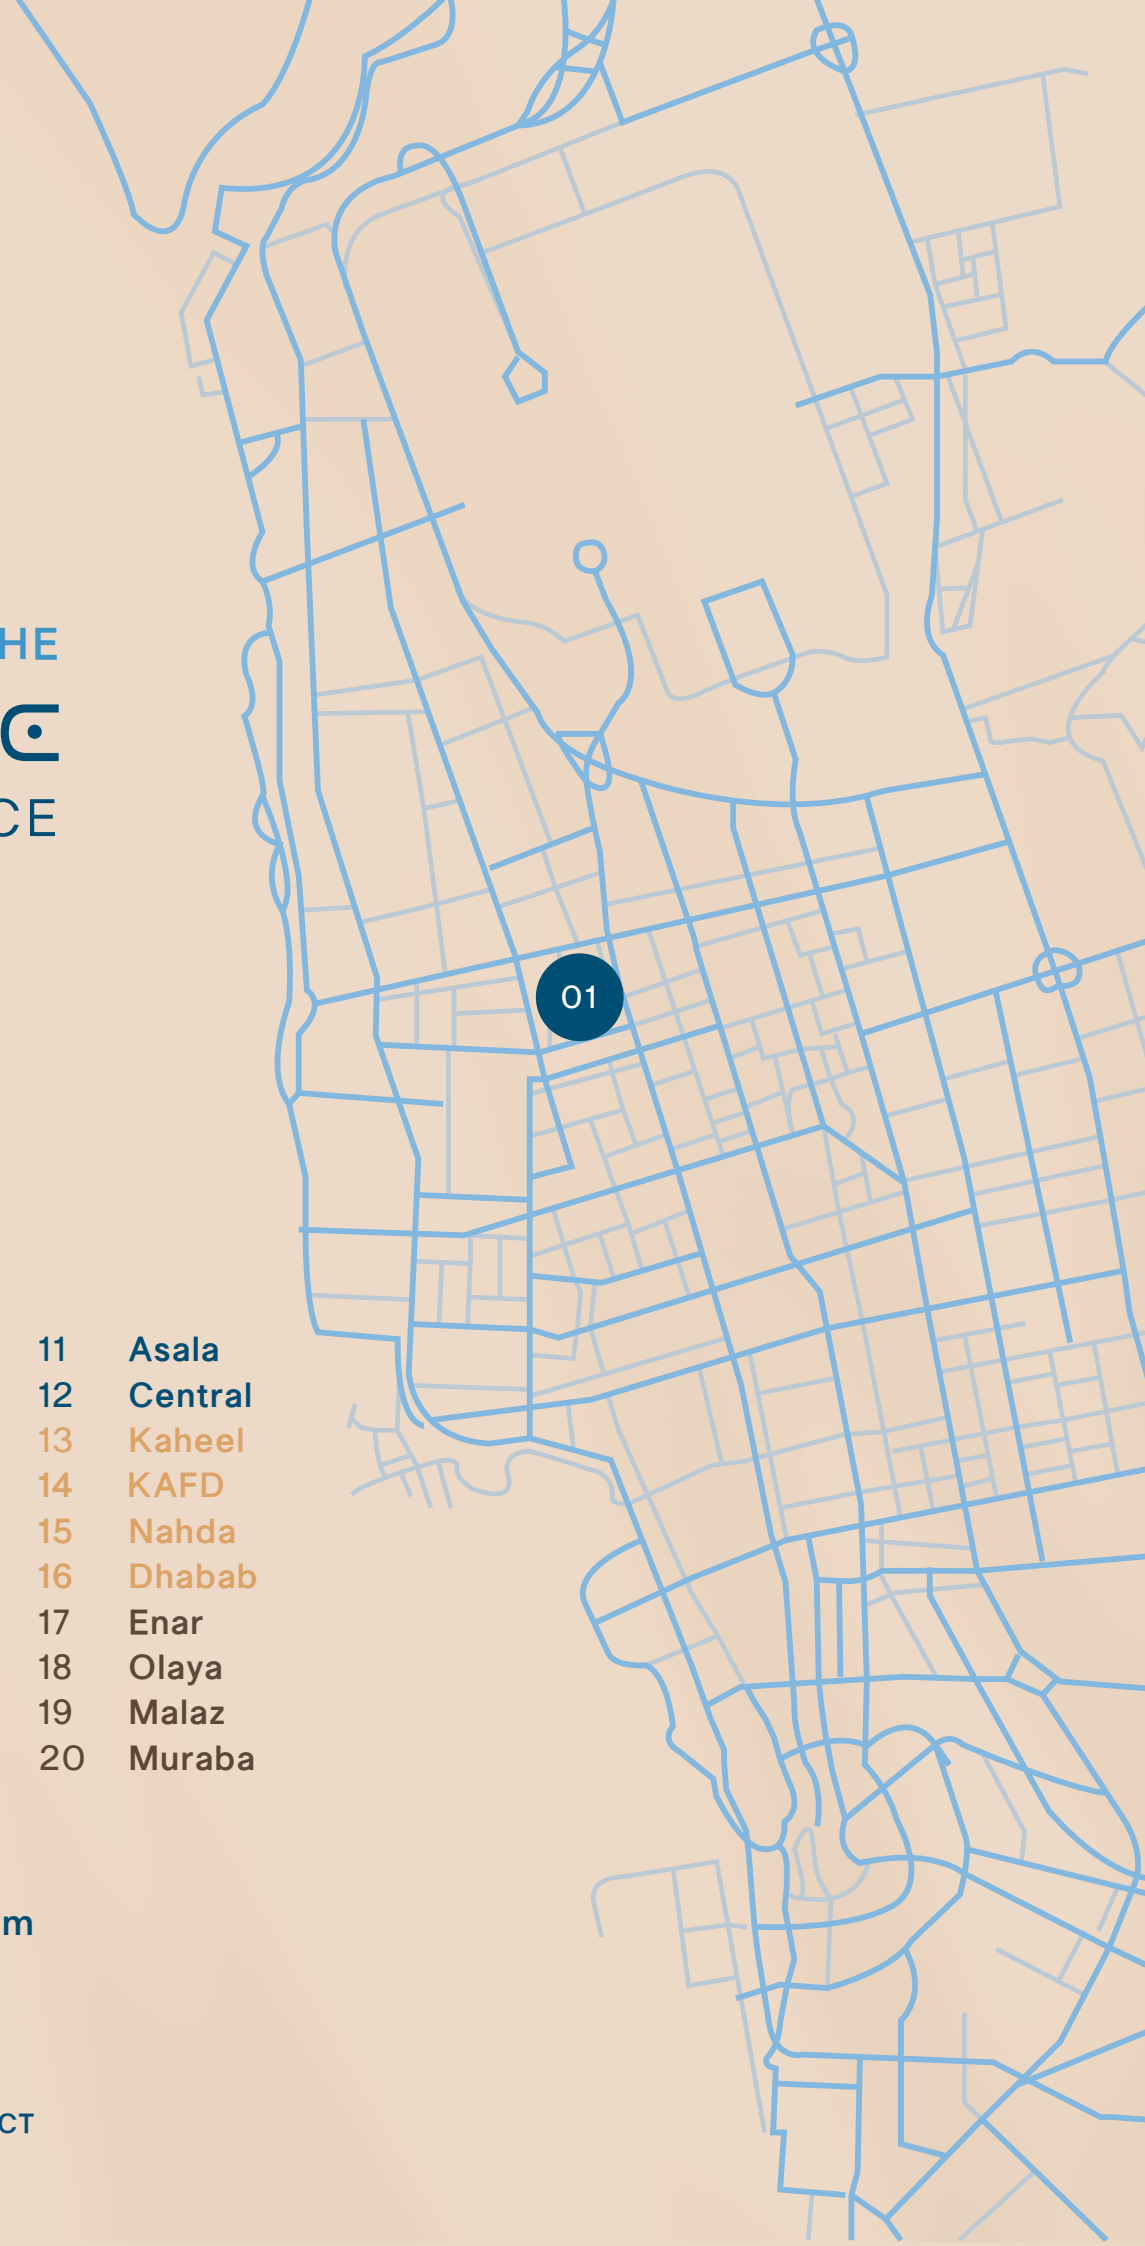 HE
CE
01
11 Asala
12 Central
13 Kaheel
14 KAFD
15 Nahda
16 Dhabab
17 Enar
18 Olaya
19 Malaz
20 Muraba
m
CT